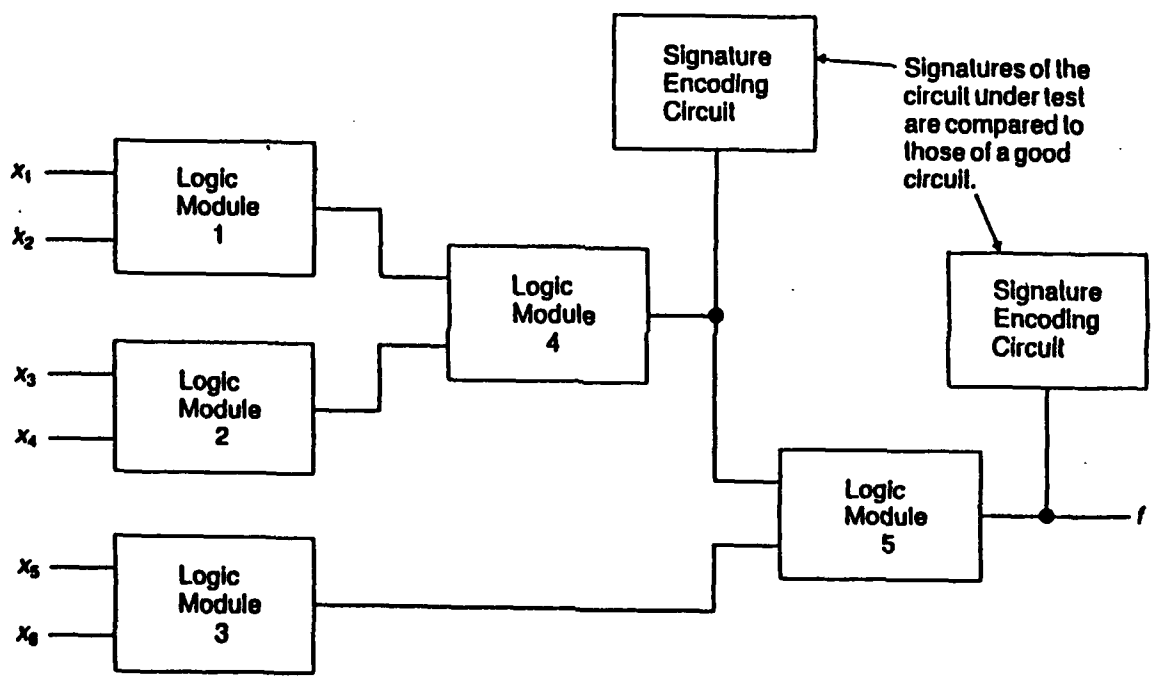 Signature
Encoding
Circuit
Signatures of the
circuit under test
are compared to
those of a good
circuit.
x₁
x₂
Logic
Module
1
Logic
Module
4
Signature
Encoding
Circuit
x₃
x₄
Logic
Module
2
Logic
Module
5
f
x₅
x₆
Logic
Module
3